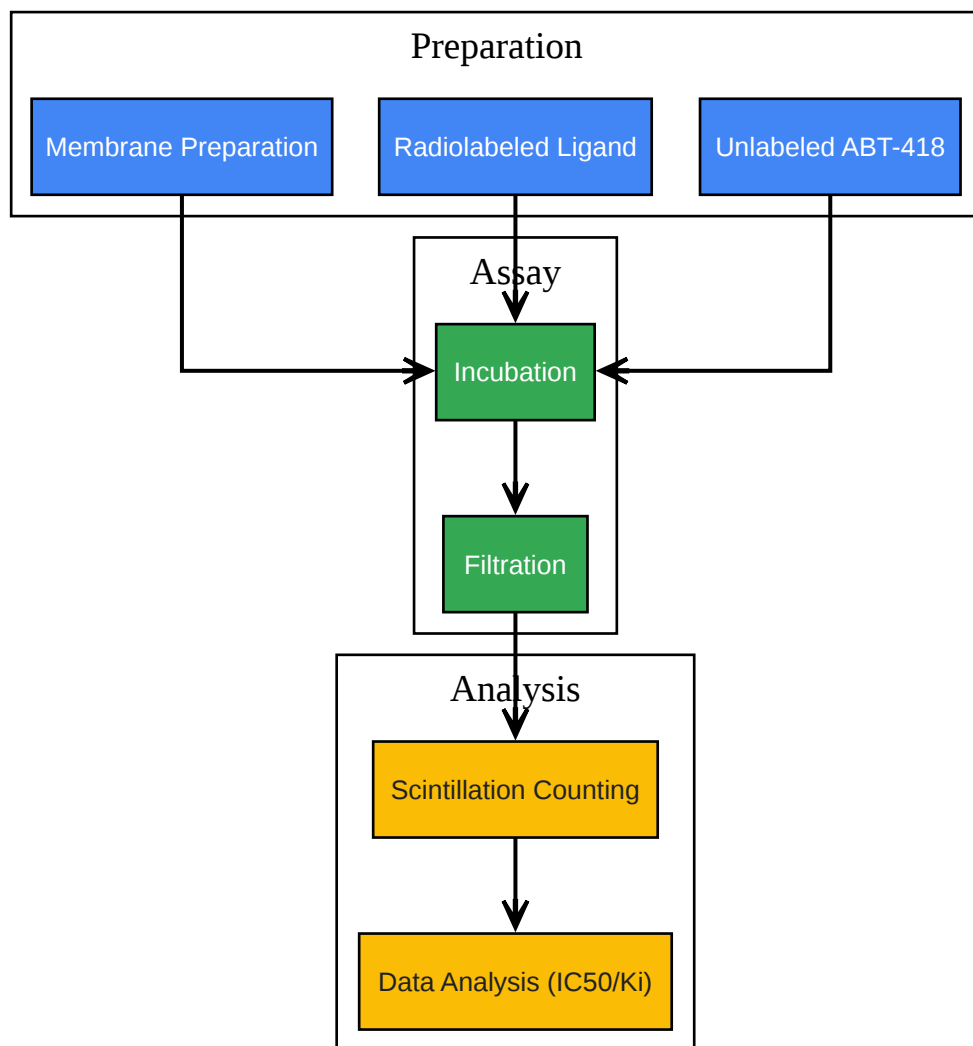 Preparation
Membrane Preparation
Radiolabeled Ligand
Unlabeled ABT-418
Assay
Incubation
Filtration
Analysis
Scintillation Counting
Data Analysis (IC50/Ki)